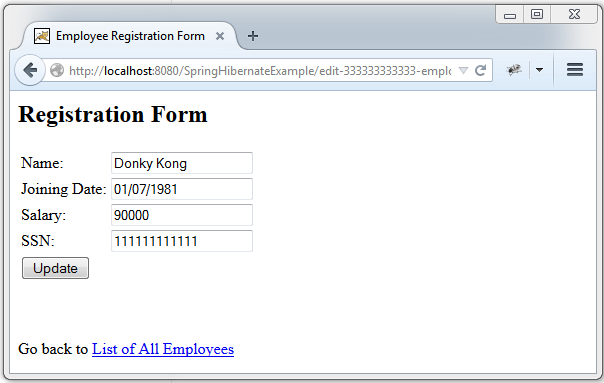 Employee Registration Form
http://localhost:8080/SpringHibernateExample/edit-333333333333-emplo
Registration Form
Name: Donky Kong
Joining Date: 01/07/1981
Salary: 90000
SSN: 111111111111
Update
Go back to List of All Employees